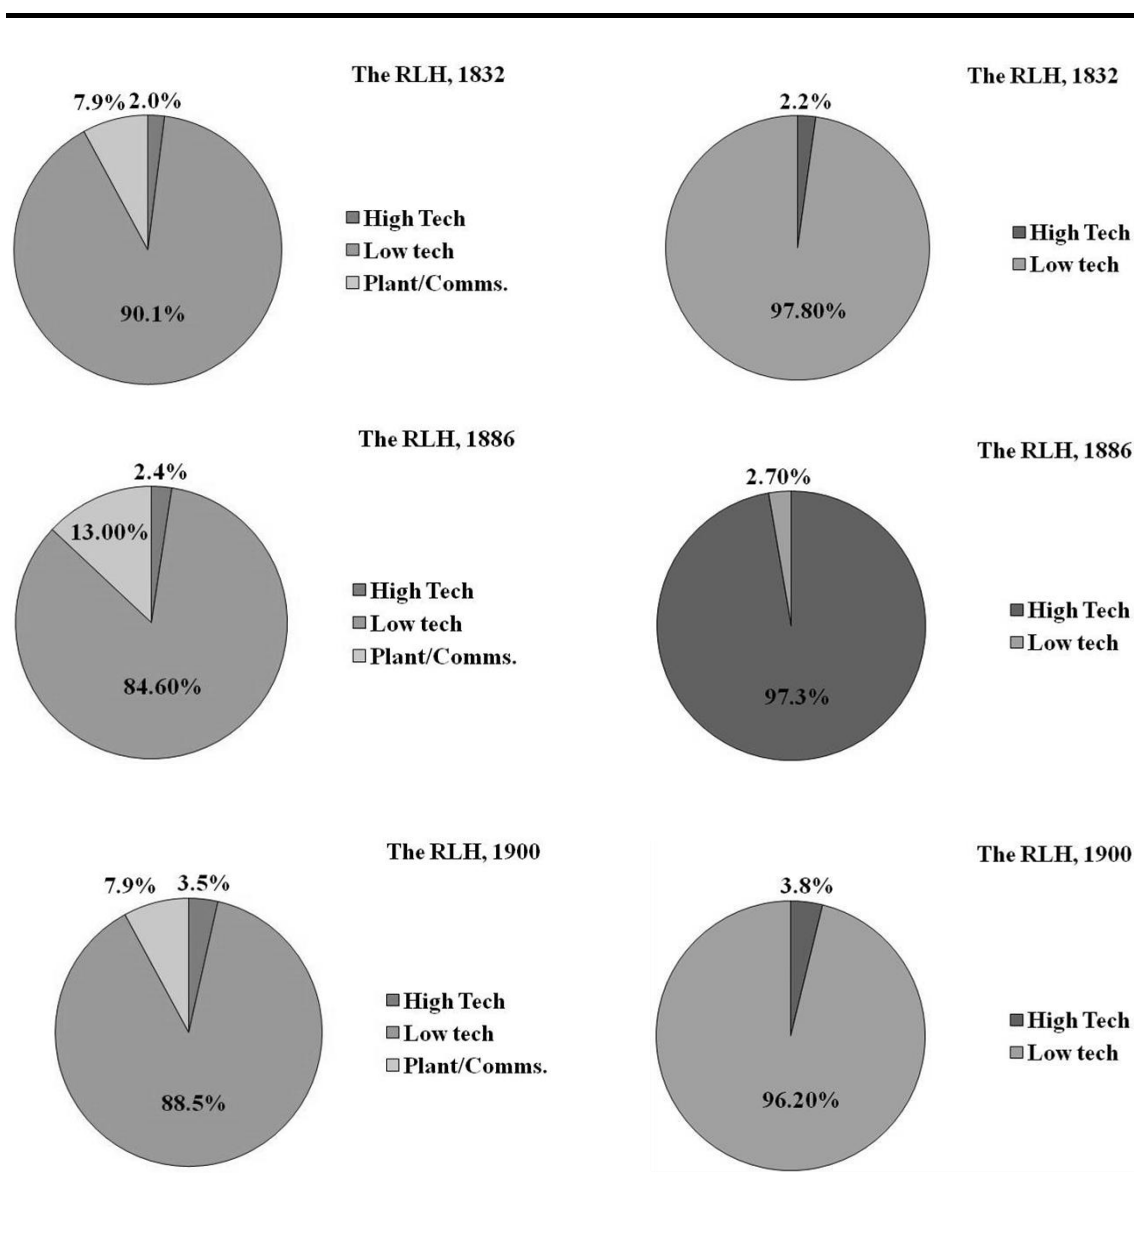 The RLH, 1832
7.9% 2.0%
High Tech
Low tech
Plant/Comms.
90.1%
The RLH, 1832
2.2%
High Tech
Low tech
97.80%
The RLH, 1886
2.4%
13.00%
High Tech
Low tech
Plant/Comms.
84.60%
The RLH, 1886
2.70%
High Tech
Low tech
97.3%
The RLH, 1900
7.9% 3.5%
High Tech
Low tech
Plant/Comms.
88.5%
The RLH, 1900
3.8%
High Tech
Low tech
96.20%